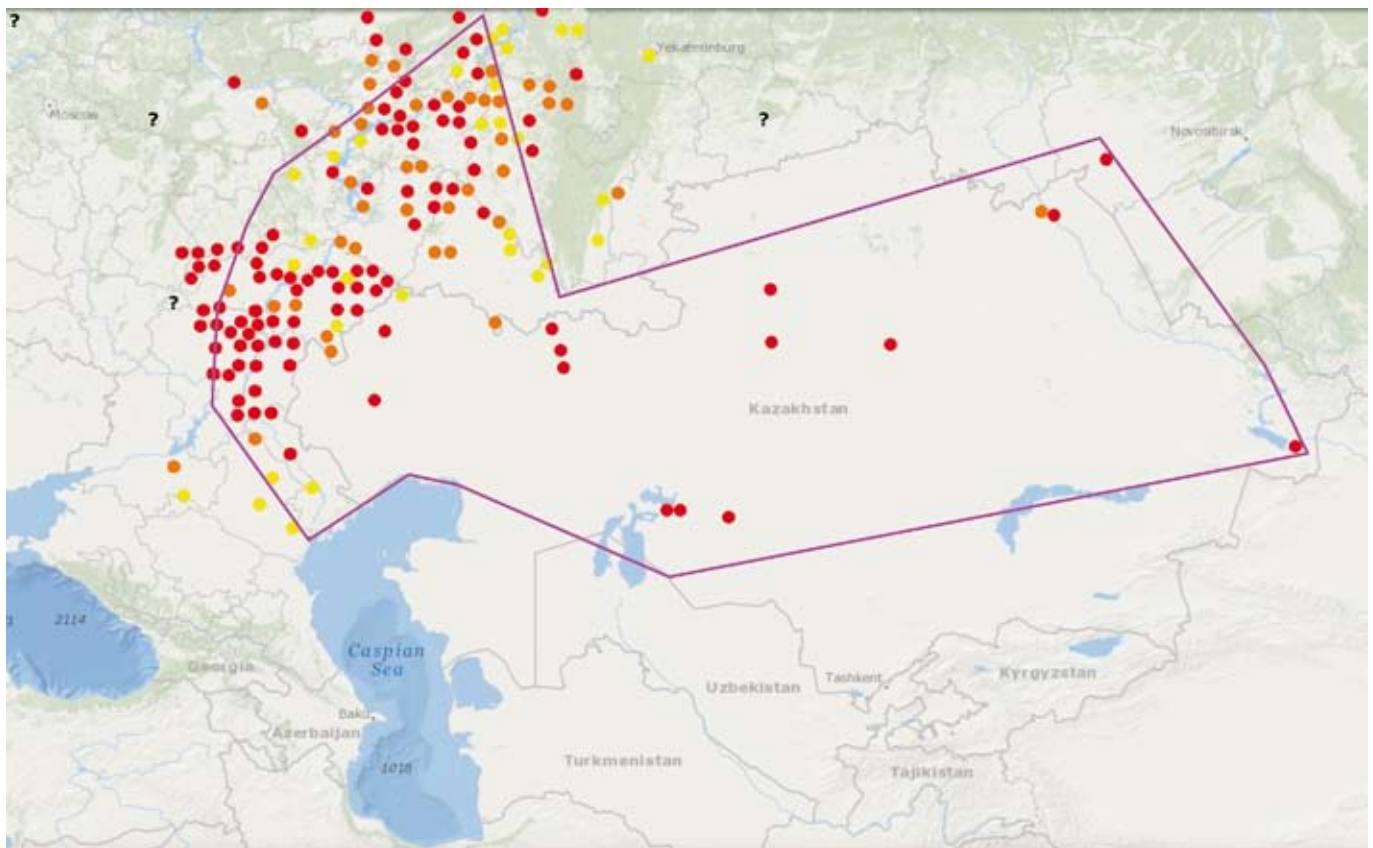 ?
Yekaterinburg
Moscow
?
?
Novosibirsk
?
Kazakhstan
2114
Caspian
Sea
Georgia
Kyrgyzstan
Tashkent
Uzbekistan
Baku
Azerbaijan
Turkmenistan
1018
Tajikistan